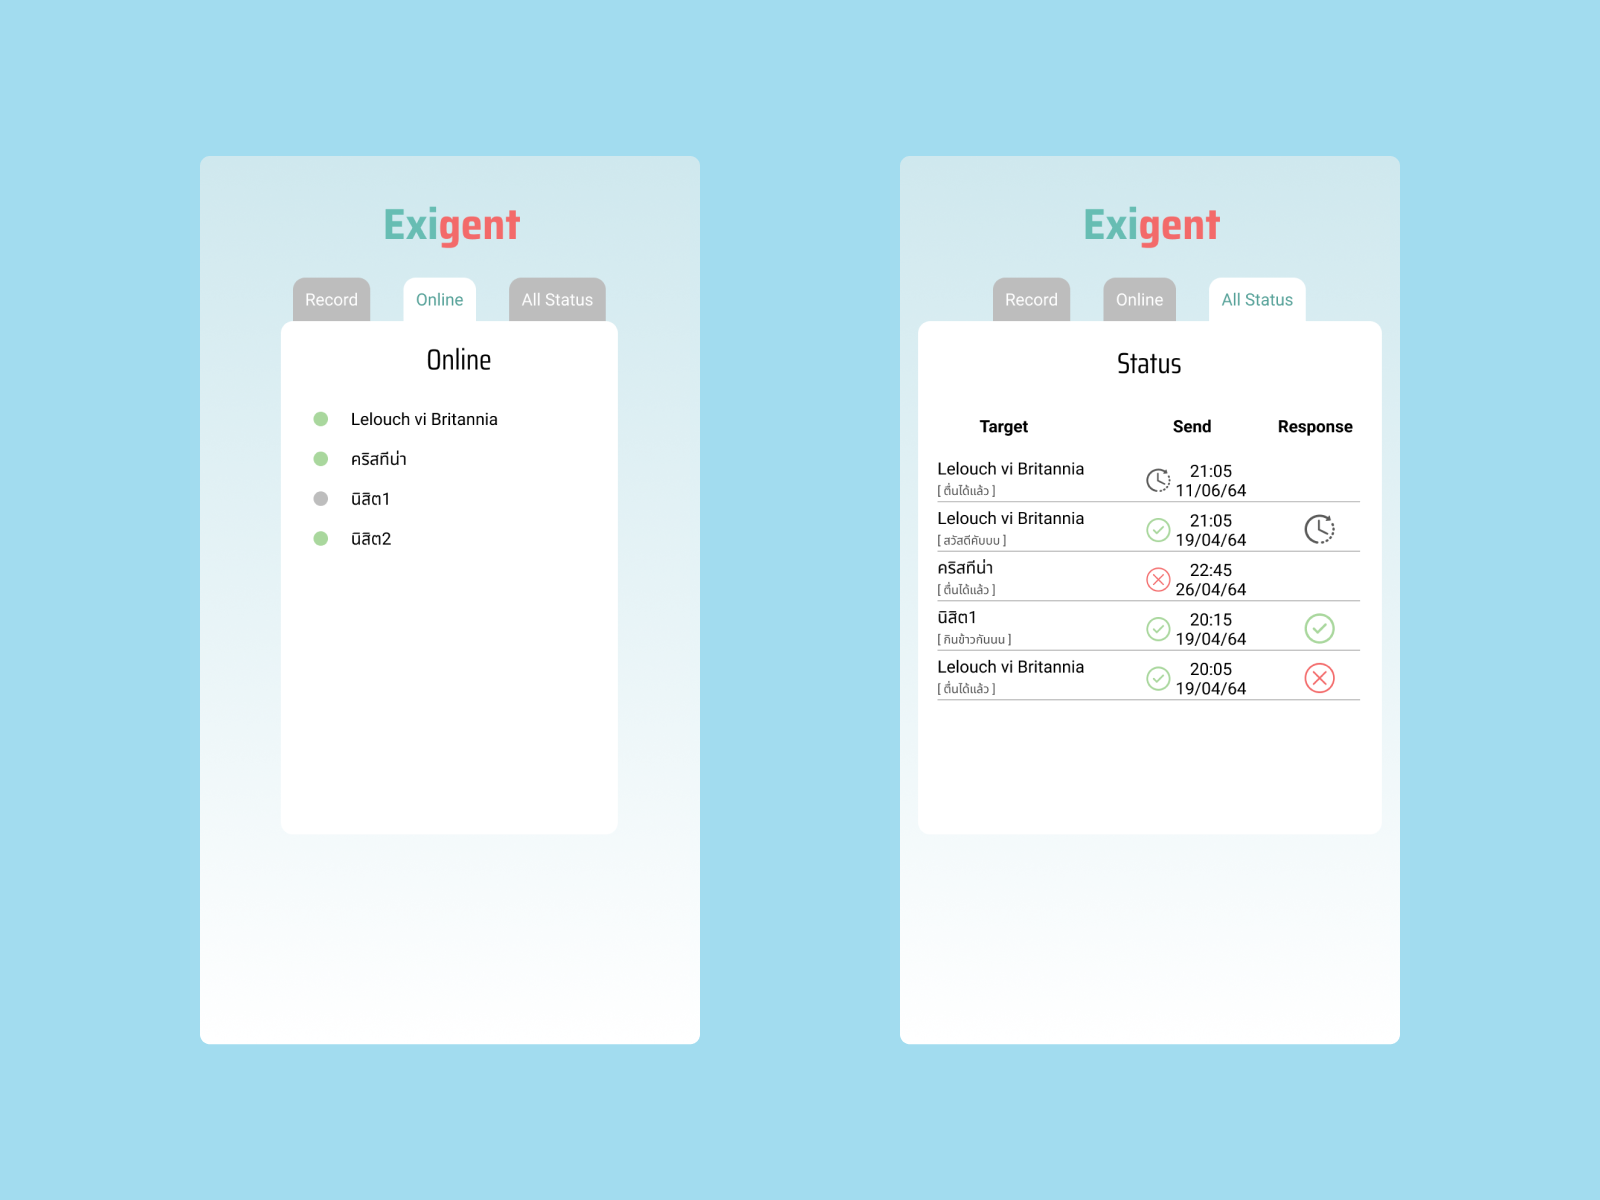 Exigent
Record
Online
All Status
Online
Lelouch vi Britannia
คริสทีน่า
นิสิต1
นิสิต2
Exigent
Record
Online
All Status
Status
Target Send Response
Lelouch vi Britannia 21:05
[ ตื่นได้แล้ว ] 11/06/64
Lelouch vi Britannia 21:05
[ สวัสดีคับบบ ] 19/04/64
คริสทีน่า 22:45
[ ตื่นได้แล้ว ] 26/04/64
นิสิต1 20:15
[ กินข้าวกันนน ] 19/04/64
Lelouch vi Britannia 20:05
[ ตื่นได้แล้ว ] 19/04/64